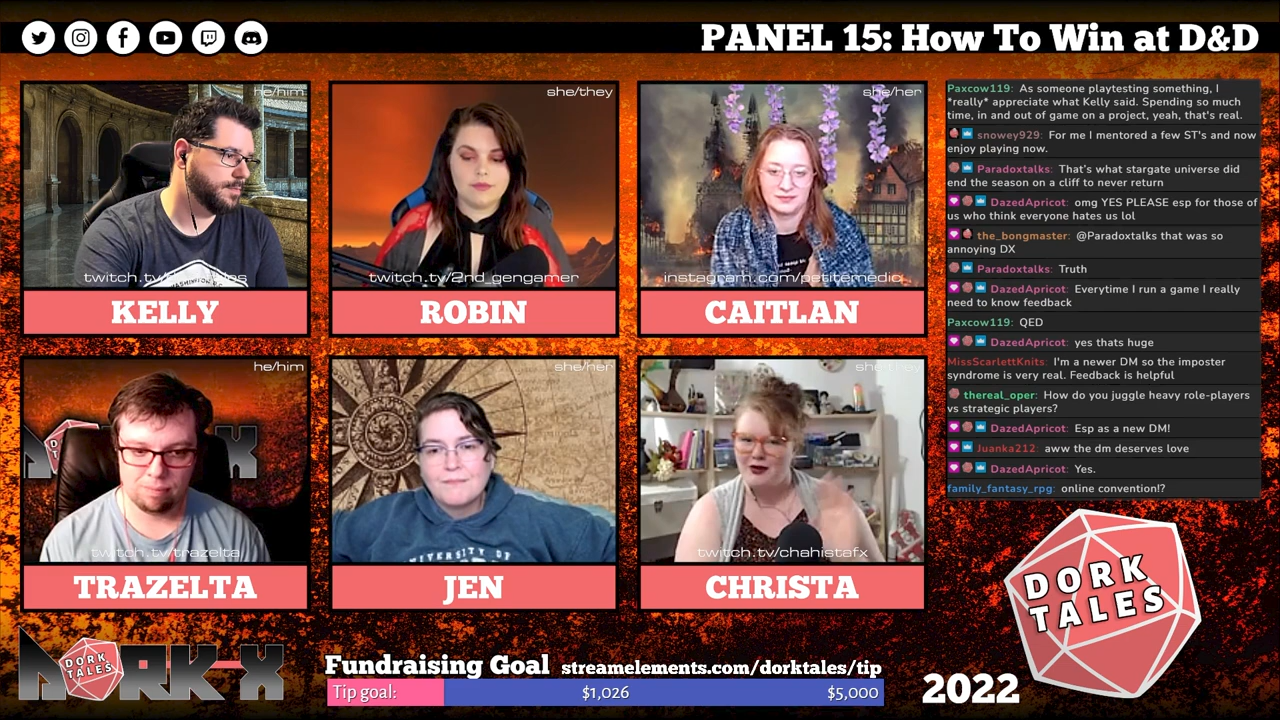 PANEL 15: How To Win at D&D
he/him
twitch.tv/
KELLY
she/they
twitch.tv/2nd_gengamer
ROBIN
she/her
instagram.com/petitemedic
CAITLAN
he/him
twitch.tv/trazelta
TRAZELTA
she/her
UNIVERSITY OF
JEN
twitch.tv/chahistafx
CHRISTA
Paxcow119: As someone playtesting something, I
*really* appreciate what Kelly said. Spending so much
time, in and out of game on a project, yeah, that's real.
snowey929: For me I mentored a few ST's and now
enjoy playing now.
Paradoxtalks: That's what stargate universe did
end the season on a cliff to never return
DazedApricot: omg YES PLEASE esp for those of
us who think everyone hates us lol
the_bongmaster: @Paradoxtalks that was so
annoying DX
Paradoxtalks: Truth
DazedApricot: Everytime I run a game I really
need to know feedback
Paxcow119: QED
DazedApricot: yes thats huge
MissScarlettKnits: I'm a newer DM so the imposter
syndrome is very real. Feedback is helpful
thereal_oper: How do you juggle heavy role-players
vs strategic players?
DazedApricot: Esp as a new DM!
Juanka212: aww the dm deserves love
DazedApricot: Yes.
family_fantasy_rpg: online convention!?
DORK
TALES
DORK-X
DORK
TALES
Fundraising Goal streamelements.com/dorktales/tip
Tip goal: $1,026 $5,000
2022